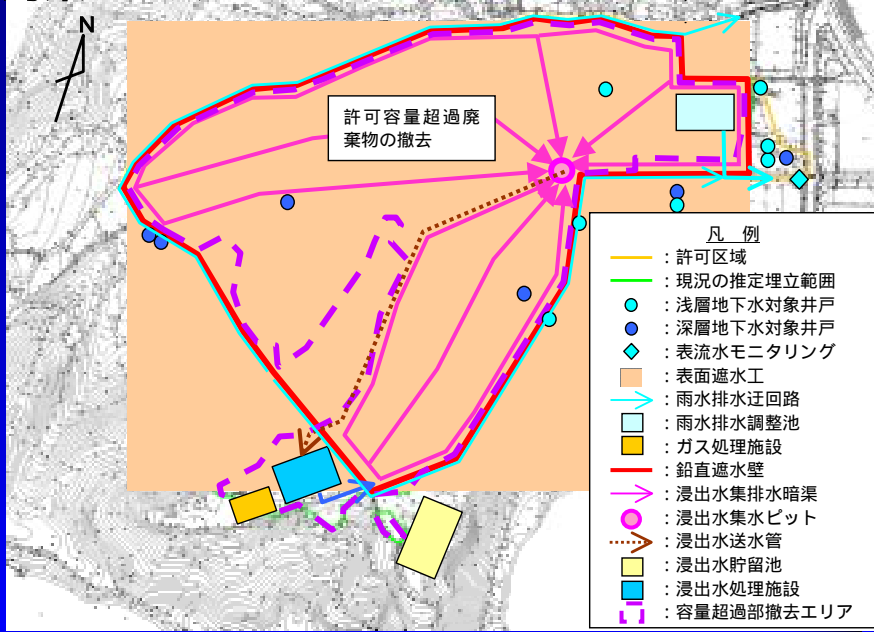 N
許可容量超過廃
棄物の撤去
凡 例
：許可区域
：現況の推定埋立範囲
：浅層地下水対象井戸
：深層地下水対象井戸
：表流水モニタリング
：表面遮水工
：雨水排水迂回路
：雨水排水調整池
：ガス処理施設
：鉛直遮水壁
：浸出水集排水暗渠
：浸出水集水ピット
：浸出水送水管
：浸出水貯留池
：浸出水処理施設
：容量超過部撤去エリア